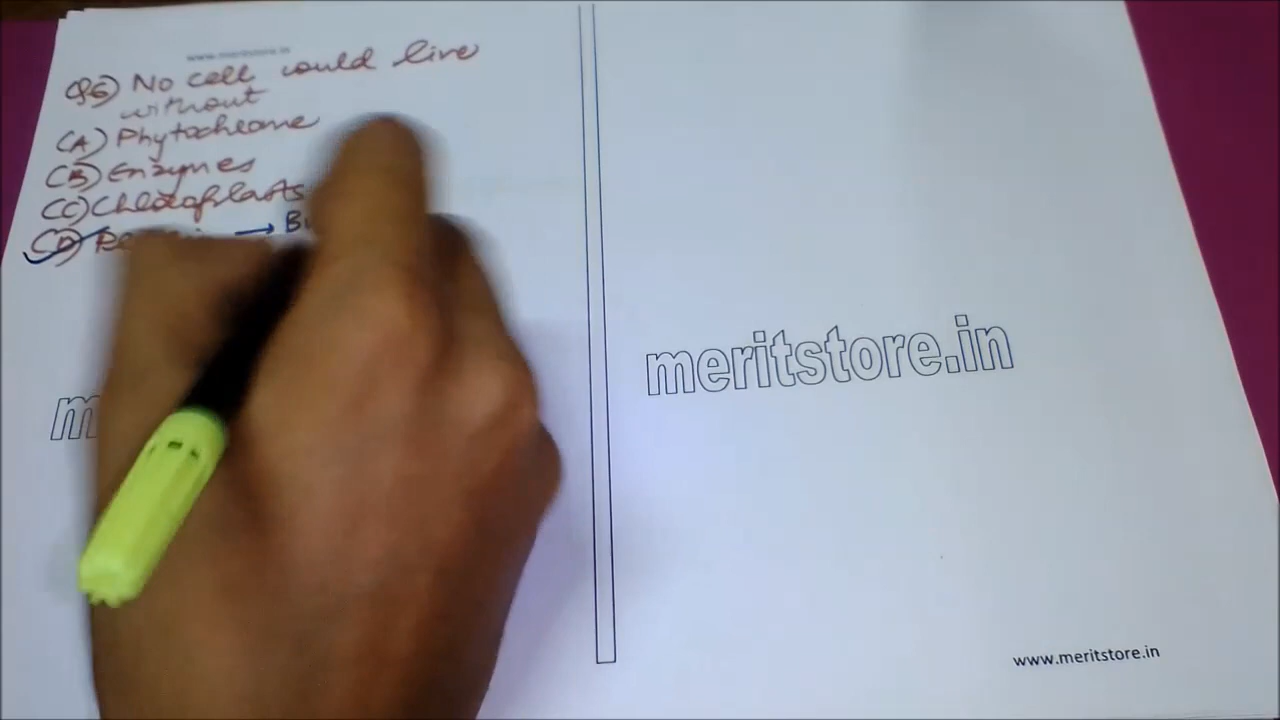 www.meritstore.in
Q6) No cell could live
without
(A) Phytochrome
(B) Enzymes
(C) Chloroplasts
(D) →
meritstore.in
www.meritstore.in